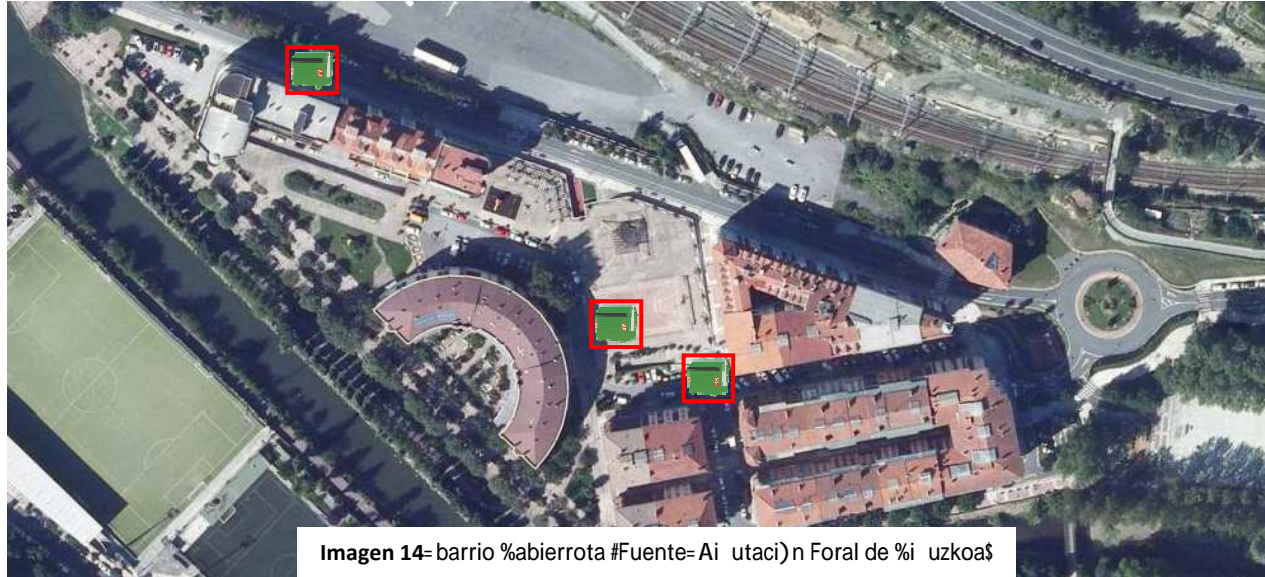 Imagen 14= barrio %abierrota #Fuente= Ai utaci)n Foral de %i uzkoa$